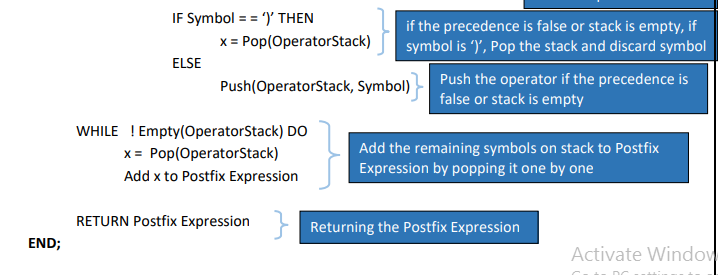 IF Symbol = = ‘)’ THEN
x = Pop(OperatorStack)
if the precedence is false or stack is empty, if
symbol is ‘)’, Pop the stack and discard symbol
ELSE
Push(OperatorStack, Symbol)
Push the operator if the precedence is
false or stack is empty
WHILE ! Empty(OperatorStack) DO
x = Pop(OperatorStack)
Add x to Postfix Expression
Add the remaining symbols on stack to Postfix
Expression by popping it one by one
RETURN Postfix Expression
Returning the Postfix Expression
END;
Activate Window